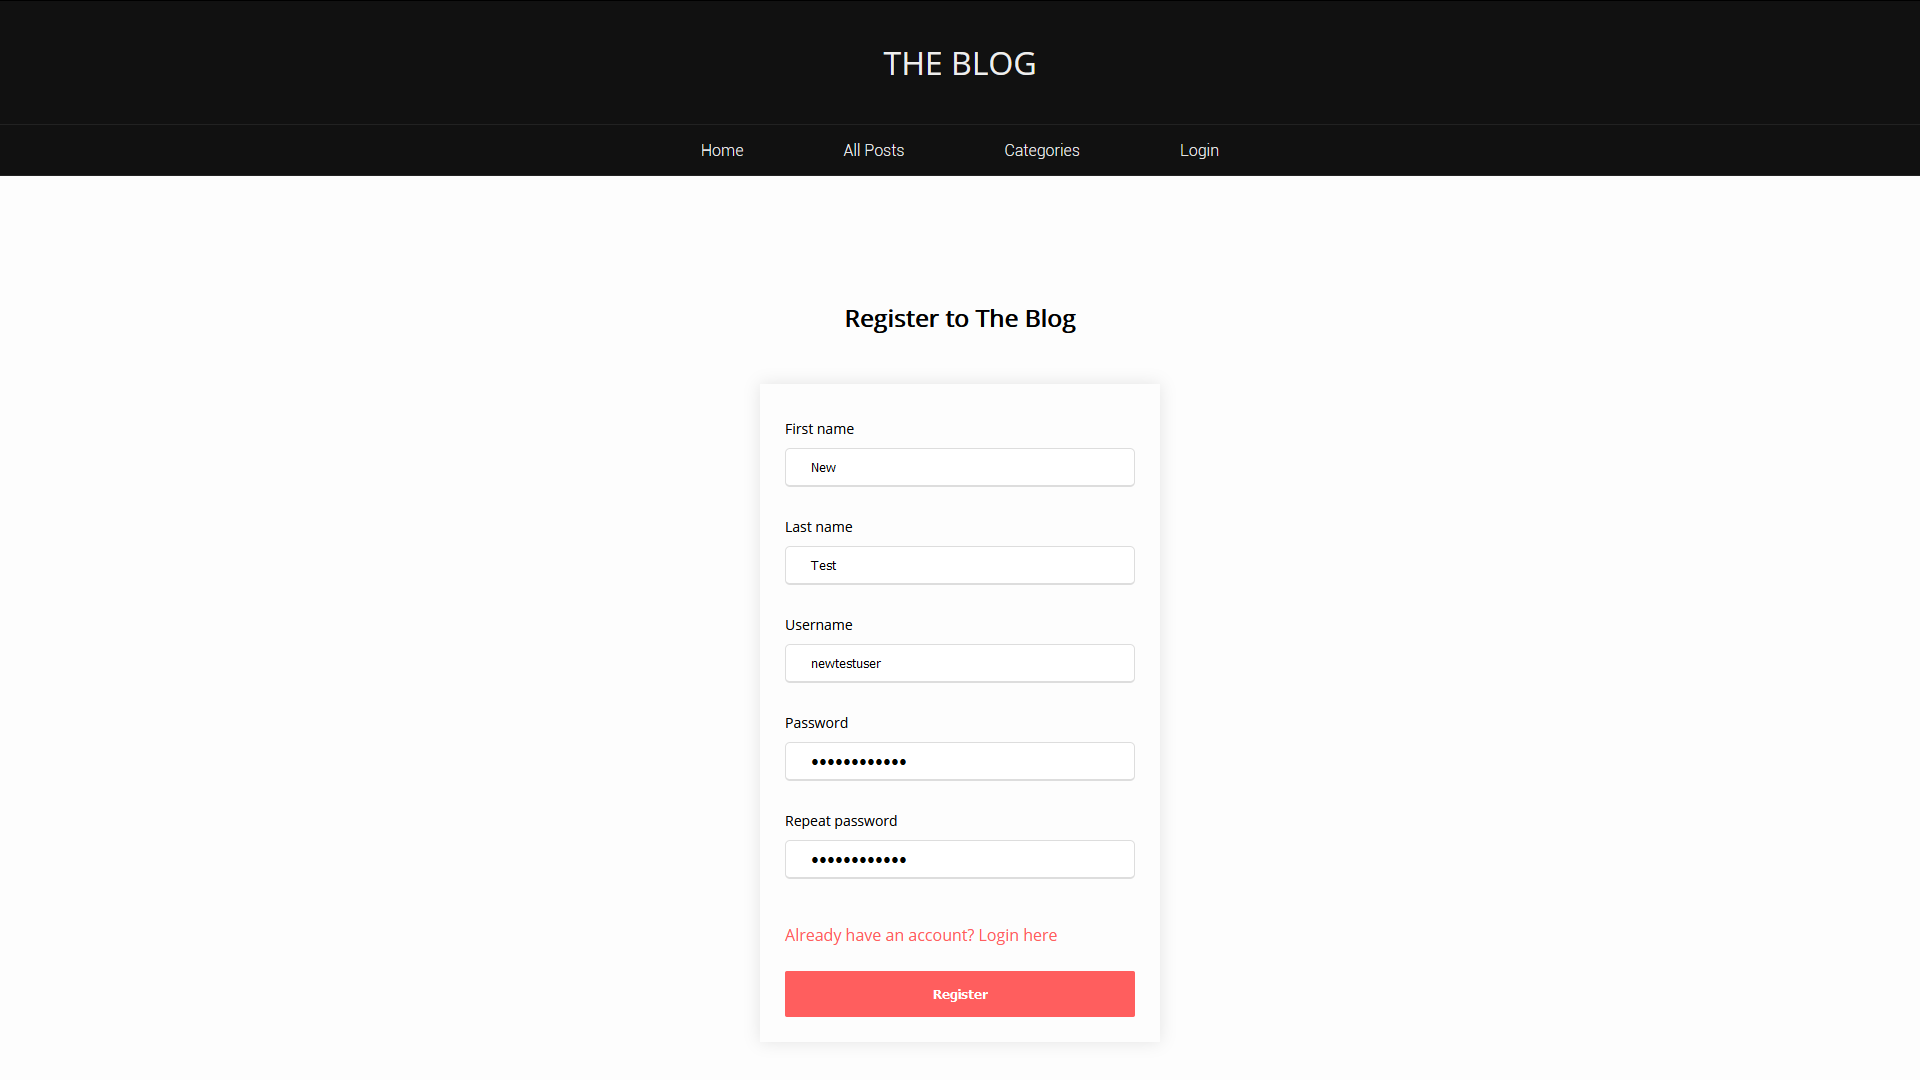 THE BLOG
Home All Posts Categories Login
Register to The Blog
First name
New
Last name
Test
Username
newtestuser
Password
••••••••••••
Repeat password
••••••••••••
Already have an account? Login here
Register